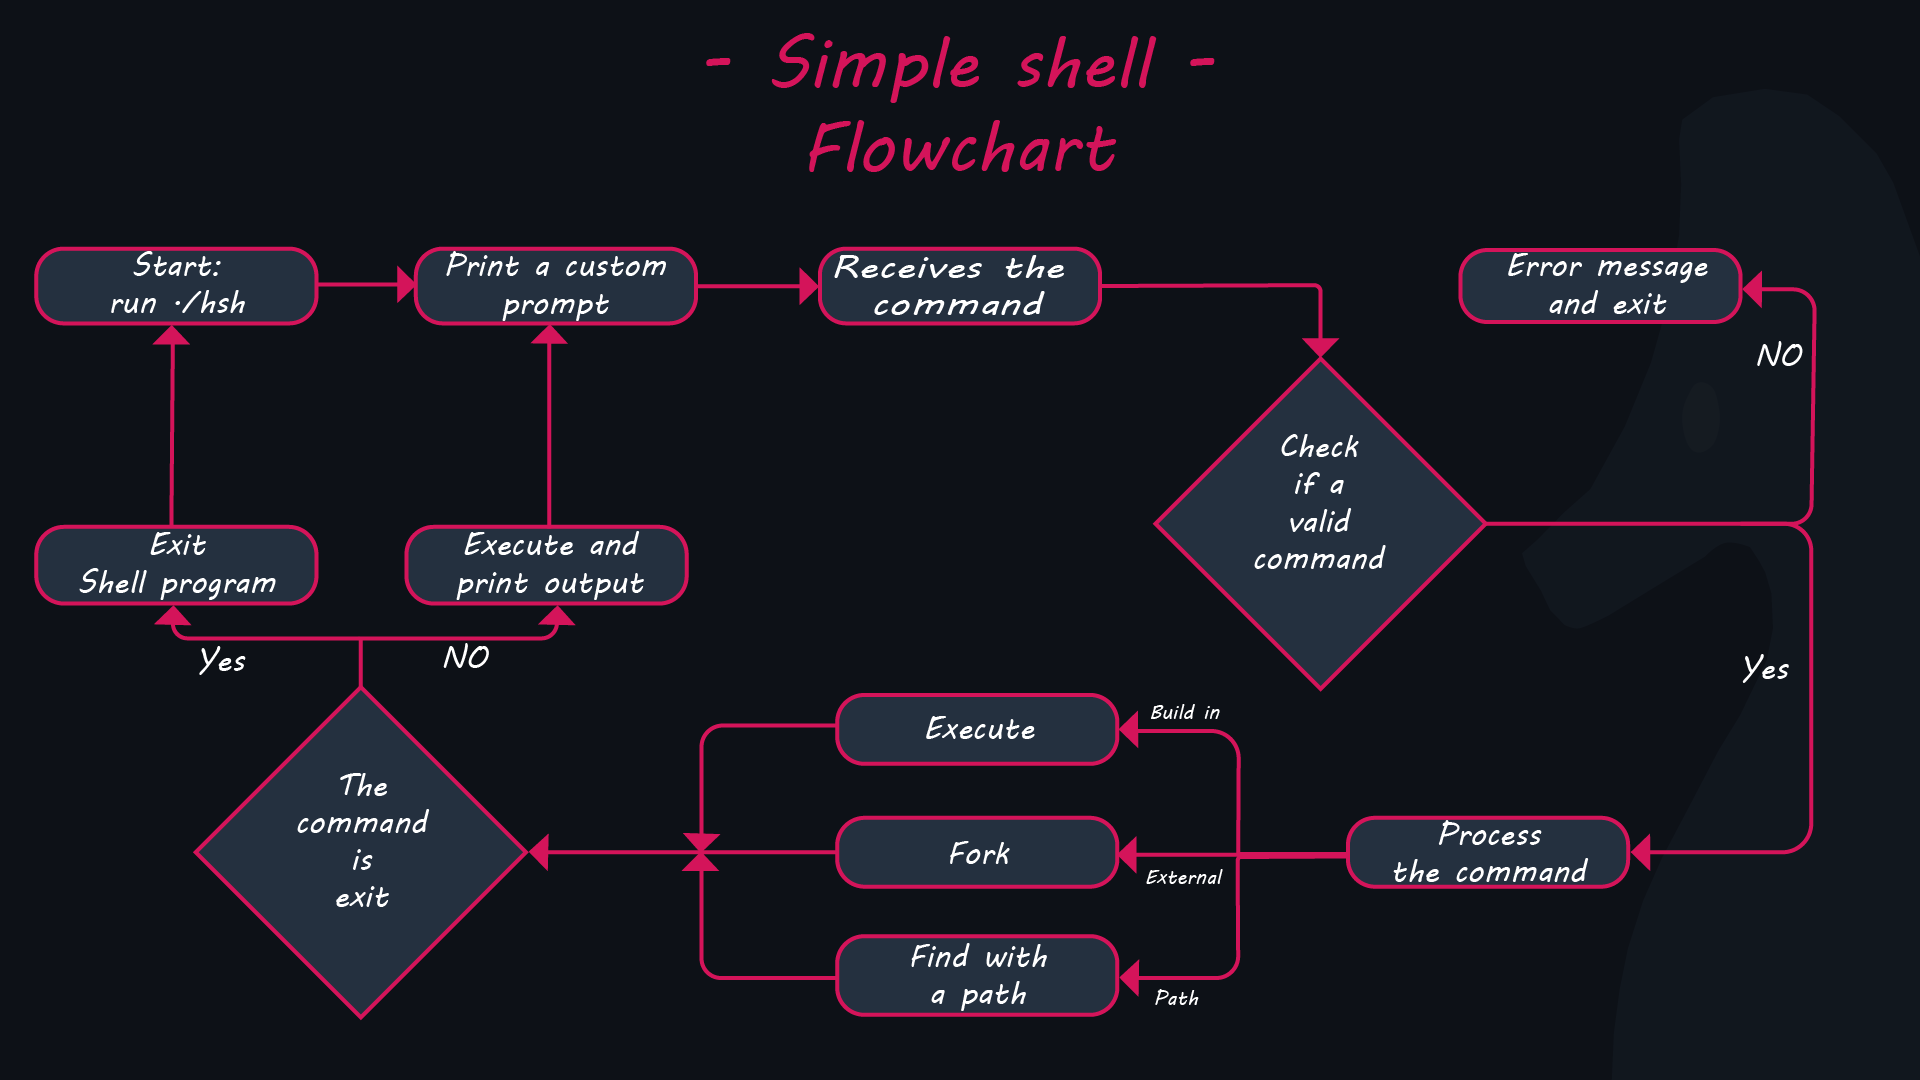 - Simple shell -
Flowchart
Start:
run ./hsh
Print a custom
prompt
Receives the
command
Error message
and exit
NO
Check
if a
valid
command
Exit
Shell program
Execute and
print output
Yes
NO
Yes
The
command
is
exit
Execute
Build in
Fork
External
Process
the command
Find with
a path
Path